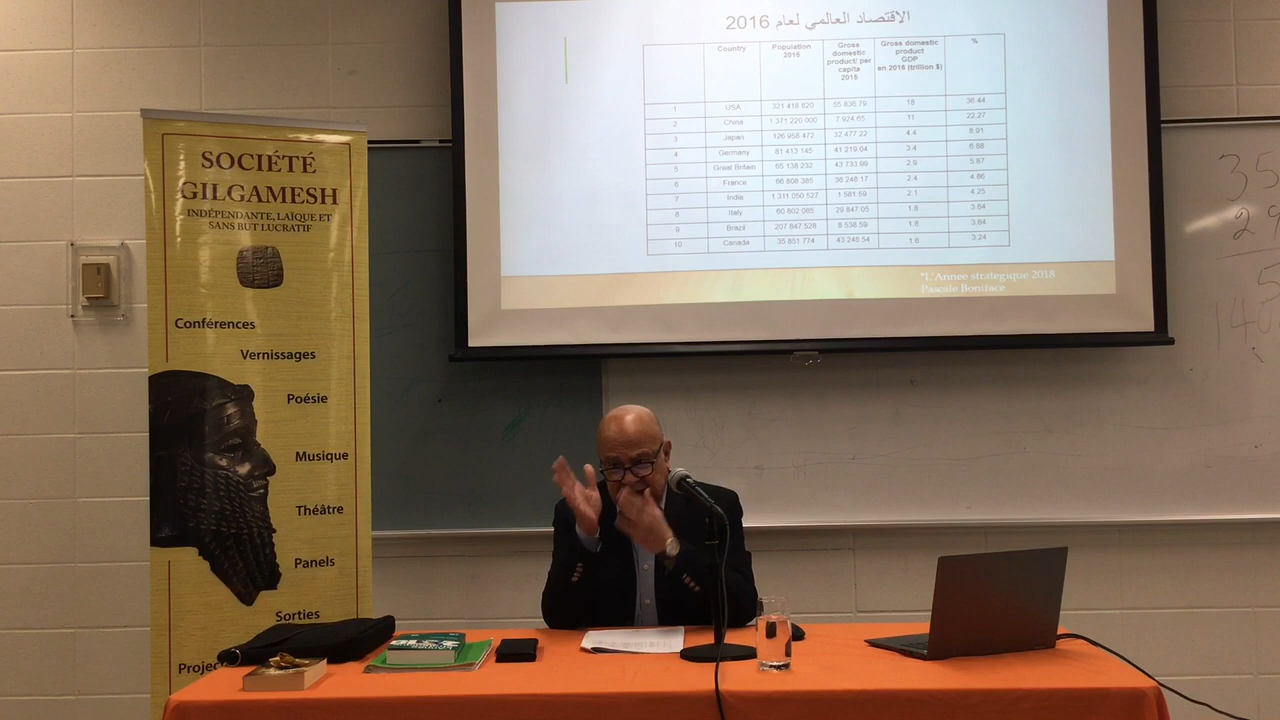 الاقتصاد العالمي لعام 2016
Country Population 2015 Gross domestic product/ per capita 2015 Gross domestic product GDP en 2016 (trillion $) %
1 USA 321 418 820 55 836.79 18 36.44
2 China 1 371 220 000 7 924.65 11 22.27
3 Japan 126 958 472 32 477.22 4.4 8.91
4 Germany 81 413 145 41 219.04 3.4 6.88
5 Great Britain 65 138 232 43 733.99 2.9 5.87
6 France 66 808 385 36 248.17 2.4 4.86
7 India 1 311 050 527 1 581.59 2.1 4.25
8 Italy 60 802 085 29 847.05 1.8 3.64
9 Brazil 207 847 528 8 538.59 1.8 3.64
10 Canada 35 851 774 43 248.54 1.6 3.24
"L'Annee strategique 2018
Pascale Boniface
SOCIÉTÉ
GILGAMESH
INDÉPENDANTE, LAÏQUE ET
SANS BUT LUCRATIF
Conférences
Vernissages
Poésie
Musique
Théâtre
Panels
Sorties
Projec
35
2
5
14